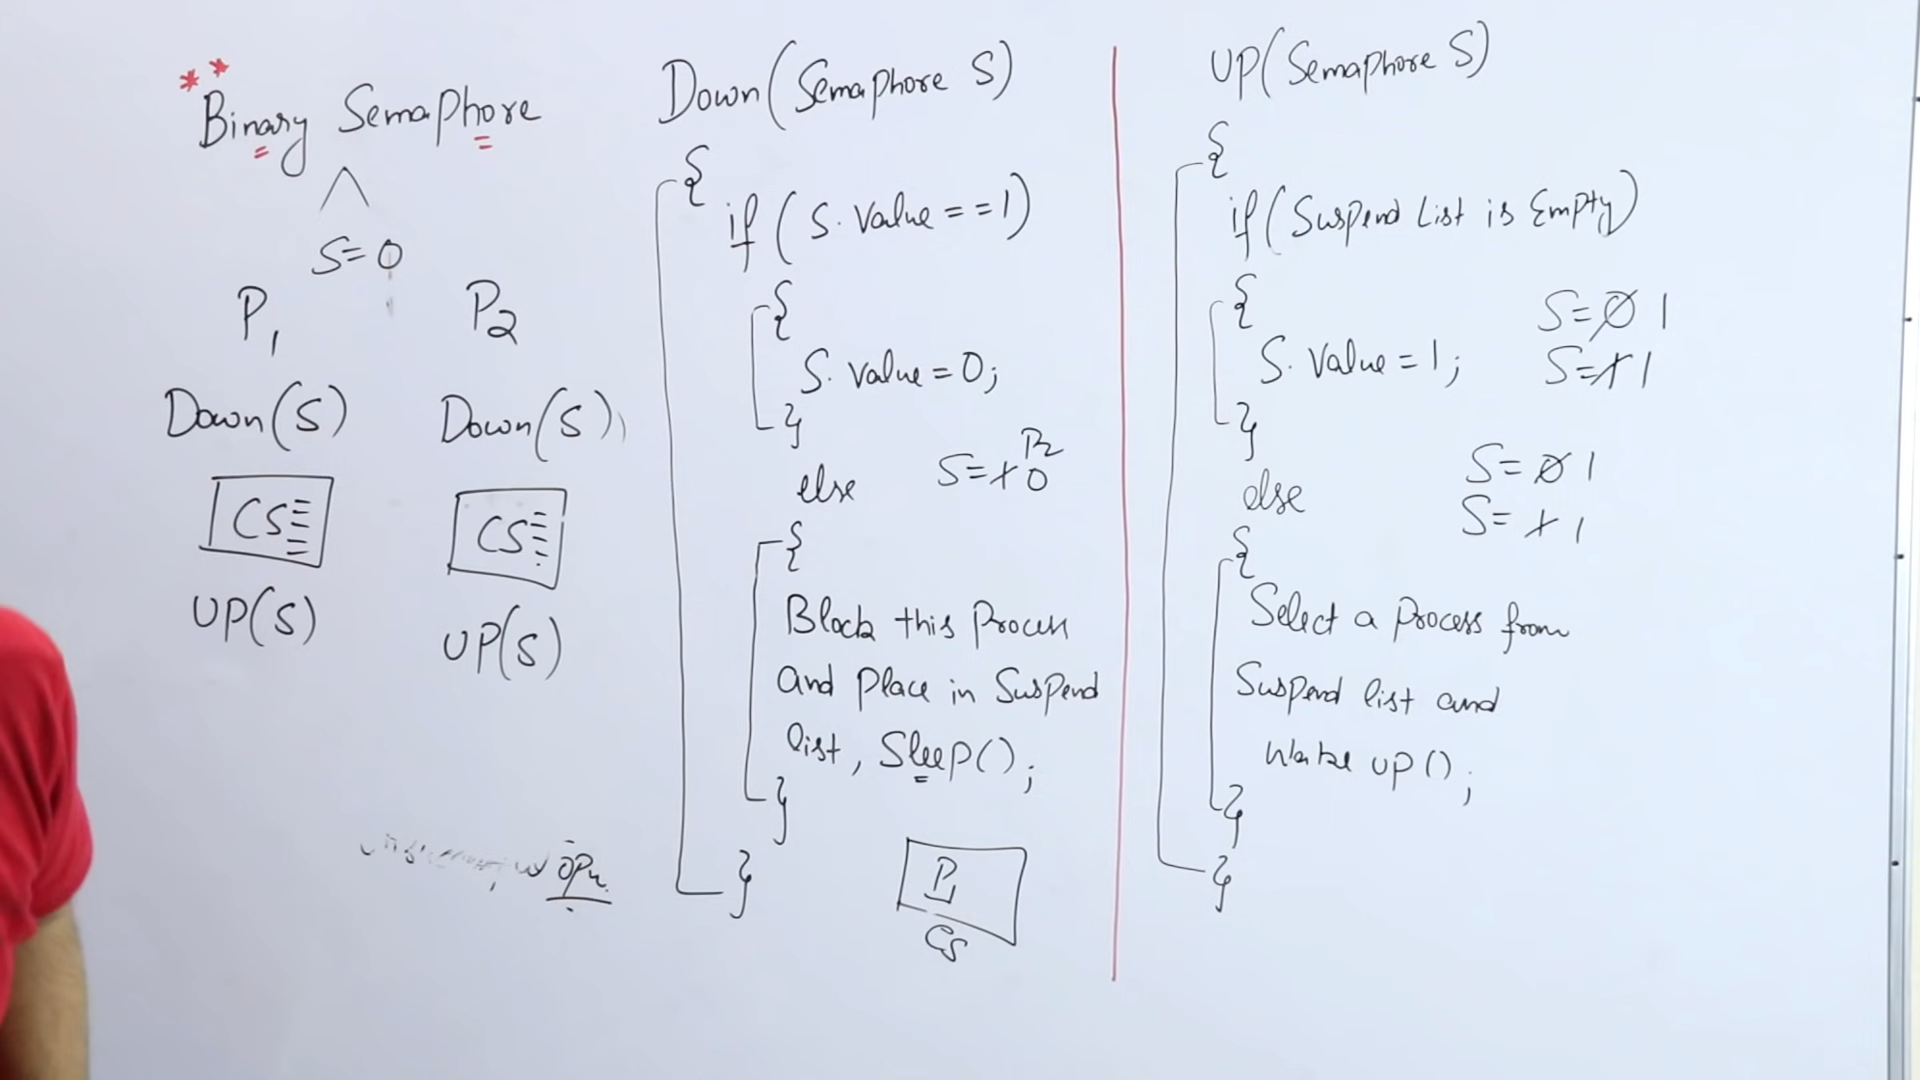 **
Binary Semaphore
S=0
P1 P2
Down(S) Down(S)
CS CS
UP(S) UP(S)
opn.
Down(Semaphore S)
{
if (S.Value==1)
{
S.Value=0;
}
else
S=1 0
P2
{
Block this Process
and Place in Suspend
list, Sleep();
}
}
P1
CS
UP(Semaphore S)
{
if (Suspend List is Empty)
{
S.Value=1;
}
S=0 1
S=1 1
else
S=0 1
S=1 1
{
Select a Process from
Suspend list and
Wake up();
}
}